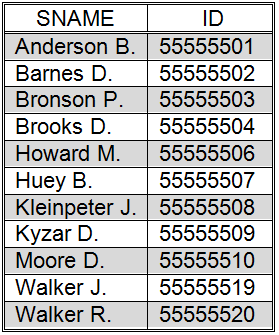 SNAME ID
Anderson B. 55555501
Barnes D. 55555502
Bronson P. 55555503
Brooks D. 55555504
Howard M. 55555506
Huey B. 55555507
Kleinpeter J. 55555508
Kyzar D. 55555509
Moore D. 55555510
Walker J. 55555519
Walker R. 55555520